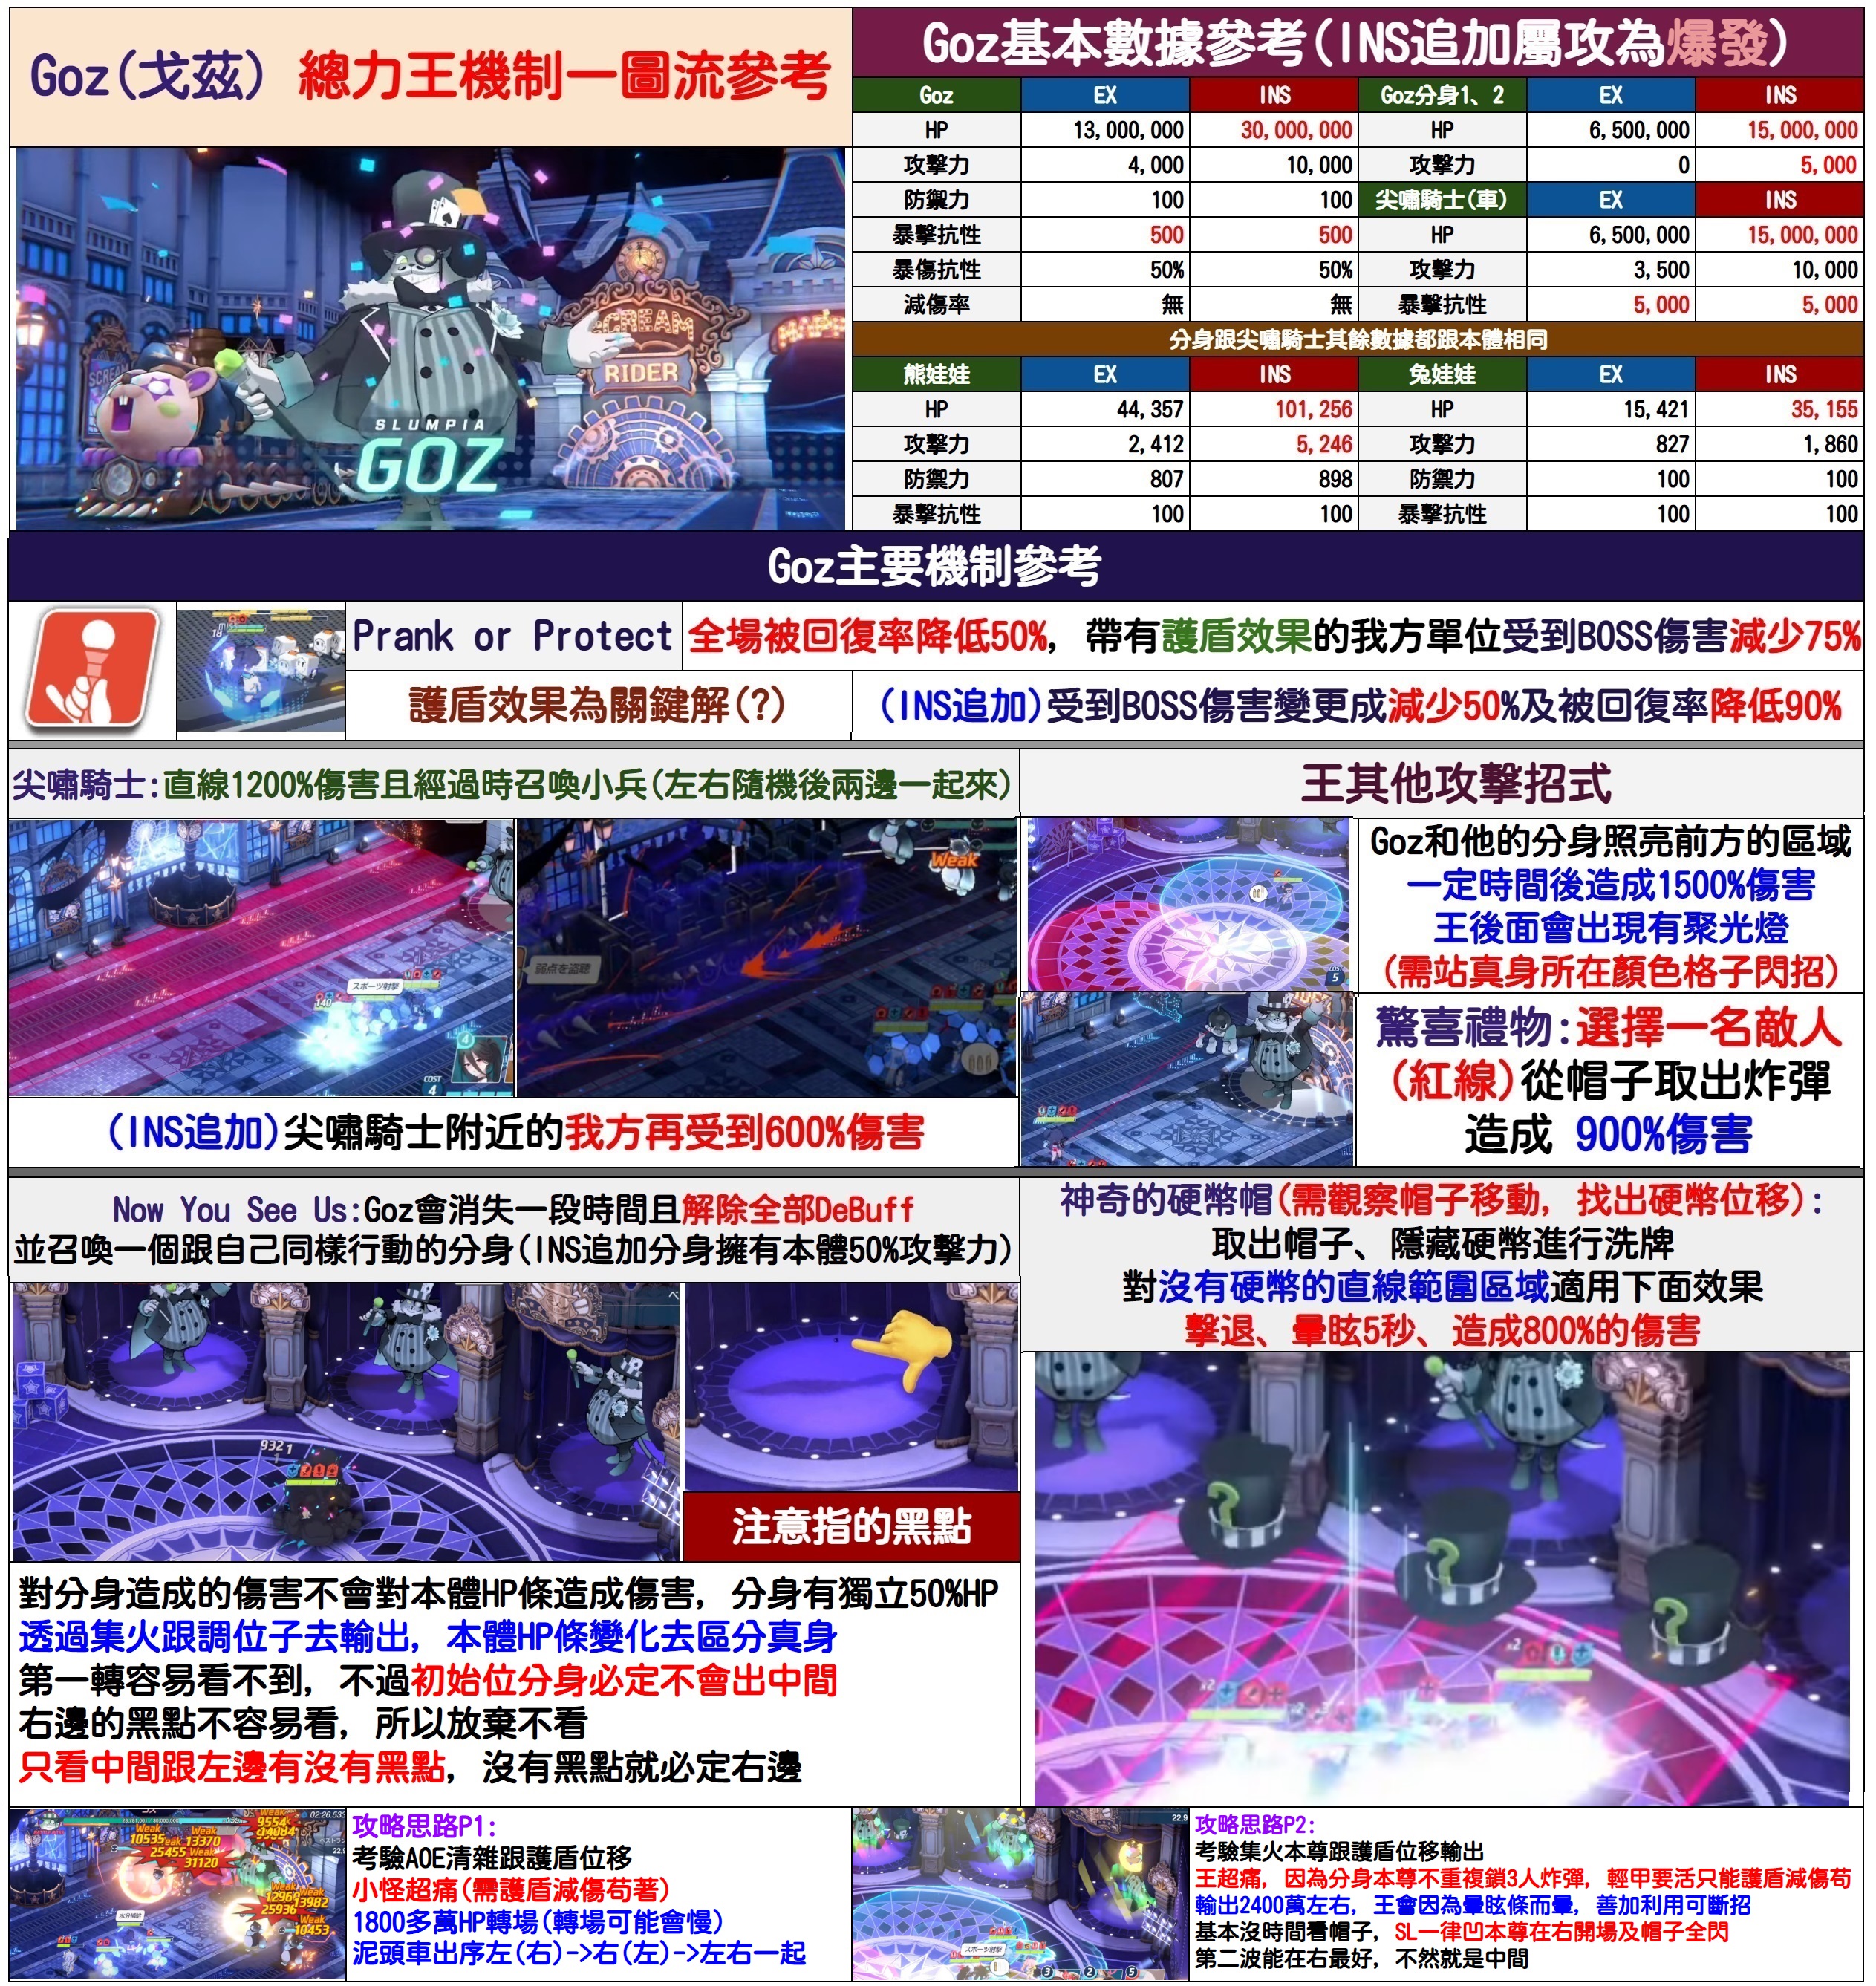 Goz(戈茲) 總力王機制一圖流參考
Goz基本數據參考(INS追加屬攻為爆發)
Goz EX INS Goz分身1、2 EX INS
HP 13,000,000 30,000,000 HP 6,500,000 15,000,000
攻擊力 4,000 10,000 攻擊力 0 5,000
防禦力 100 100 尖嘯騎士(車) EX INS
暴擊抗性 500 500 HP 6,500,000 15,000,000
暴傷抗性 50% 50% 攻擊力 3,500 10,000
減傷率 無 無 暴擊抗性 5,000 5,000
分身跟尖嘯騎士其餘數據都跟本體相同
熊娃娃 EX INS 兔娃娃 EX INS
HP 44,357 101,256 HP 15,421 35,155
攻擊力 2,412 5,246 攻擊力 827 1,860
防禦力 807 898 防禦力 100 100
暴擊抗性 100 100 暴擊抗性 100 100
SCREAM
RIDER
SCREAM
SLUMPIA
GOZ
Goz主要機制參考
Prank or Protect
全場被回復率降低50%, 帶有護盾效果的我方單位受到BOSS傷害減少75%
護盾效果為關鍵解(?)
(INS追加)受到BOSS傷害變更成減少50%及被回復率降低90%
尖嘯騎士:直線1200%傷害且經過時召喚小兵(左右隨機後兩邊一起來)
スポーツ射撃
COST
4
Weak
弱点を盗聴
(INS追加)尖嘯騎士附近的我方再受到600%傷害
王其他攻擊招式
COST
5
Goz和他的分身照亮前方的區域
一定時間後造成1500%傷害
王後面會出現有聚光燈
(需站真身所在顏色格子閃招)
驚喜禮物:選擇一名敵人
(紅線)從帽子取出炸彈
造成 900%傷害
Now You See Us:Goz會消失一段時間且解除全部DeBuff
並召喚一個跟自己同樣行動的分身(INS追加分身擁有本體50%攻擊力)
9321
注意指的黑點
對分身造成的傷害不會對本體HP條造成傷害, 分身有獨立50%HP
透過集火跟調位子去輸出, 本體HP條變化去區分真身
第一轉容易看不到, 不過初始位分身必定不會出中間
右邊的黑點不容易看, 所以放棄不看
只看中間跟左邊有沒有黑點, 沒有黑點就必定右邊
神奇的硬幣帽(需觀察帽子移動, 找出硬幣位移):
取出帽子、隱藏硬幣進行洗牌
對沒有硬幣的直線範圍區域適用下面效果
擊退、暈眩5秒、造成800%的傷害
x2
x2
攻略思路P1:
考驗AOE清雜跟護盾位移
小怪超痛(需護盾減傷苟著)
1800多萬HP轉場(轉場可能會慢)
泥頭車出序左(右)->右(左)->左右一起
攻略思路P2:
考驗集火本尊跟護盾位移輸出
王超痛, 因為分身本尊不重複鎖3人炸彈, 輕甲要活只能護盾減傷苟
輸出2400萬左右, 王會因為暈眩條而暈, 善加利用可斷招
基本沒時間看帽子, SL一律凹本尊在右開場及帽子全閃
第二波能在右最好, 不然就是中間